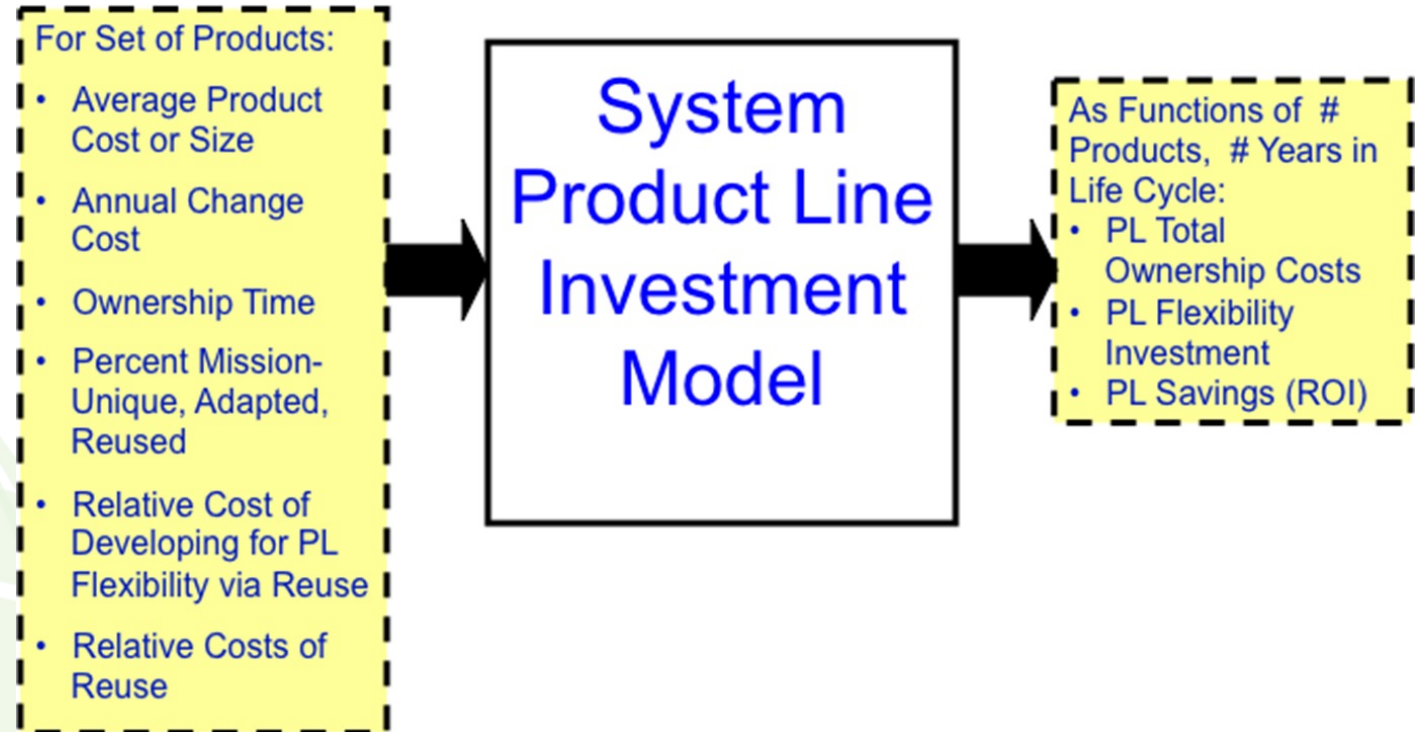 For Set of Products:
• Average Product
Cost or Size
• Annual Change
Cost
• Ownership Time
• Percent Mission-
Unique, Adapted,
Reused
• Relative Cost of
Developing for PL
Flexibility via Reuse
• Relative Costs of
Reuse
System
Product Line
Investment
Model
As Functions of #
Products, # Years in
Life Cycle:
• PL Total
Ownership Costs
• PL Flexibility
Investment
• PL Savings (ROI)